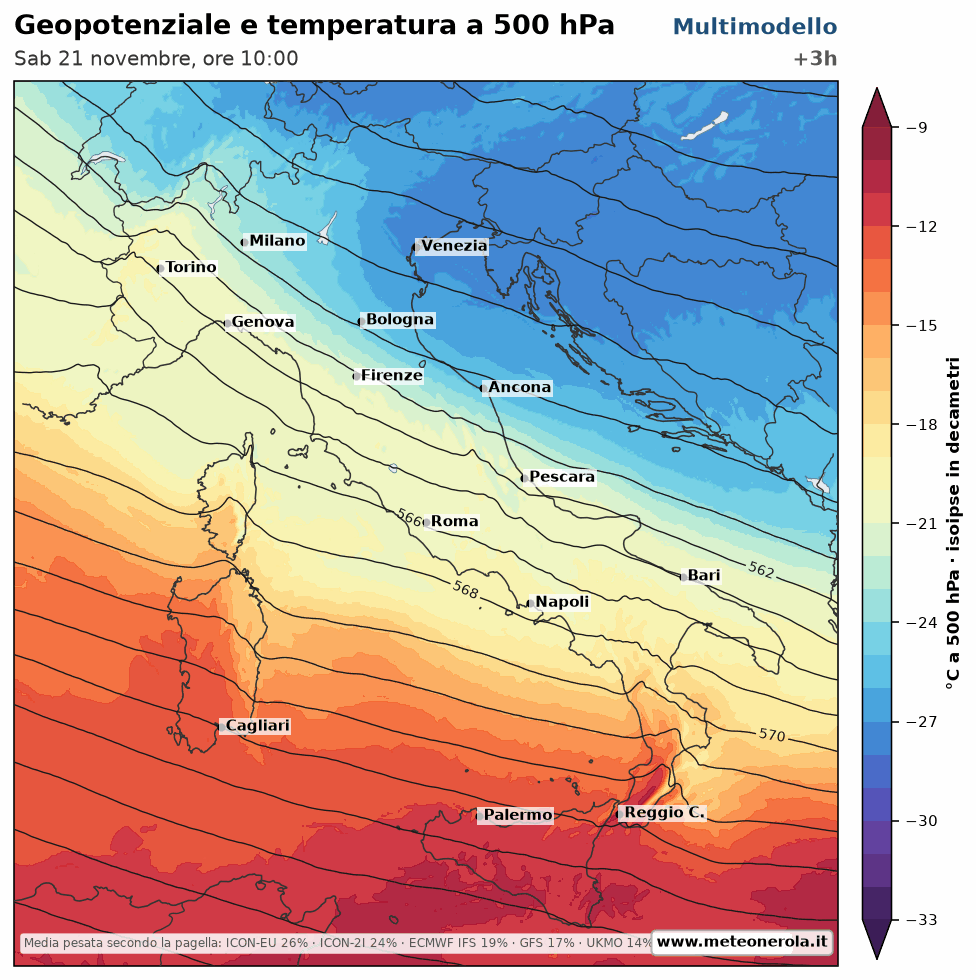 Geopotenziale e temperatura a 500 hPa
Multimodello
Sab 21 novembre, ore 10:00
+3h
Milano
Venezia
Torino
Genova
Bologna
Firenze
Ancona
Pescara
566
Roma
562
Bari
568
Napoli
Cagliari
570
Palermo
Reggio C.
−9
−12
−15
−18
−21
−24
−27
−30
−33
°C a 500 hPa · isoipse in decametri
Media pesata secondo la pagella: ICON-EU 26% · ICON-2I 24% · ECMWF IFS 19% · GFS 17% · UKMO 14%
www.meteonerola.it